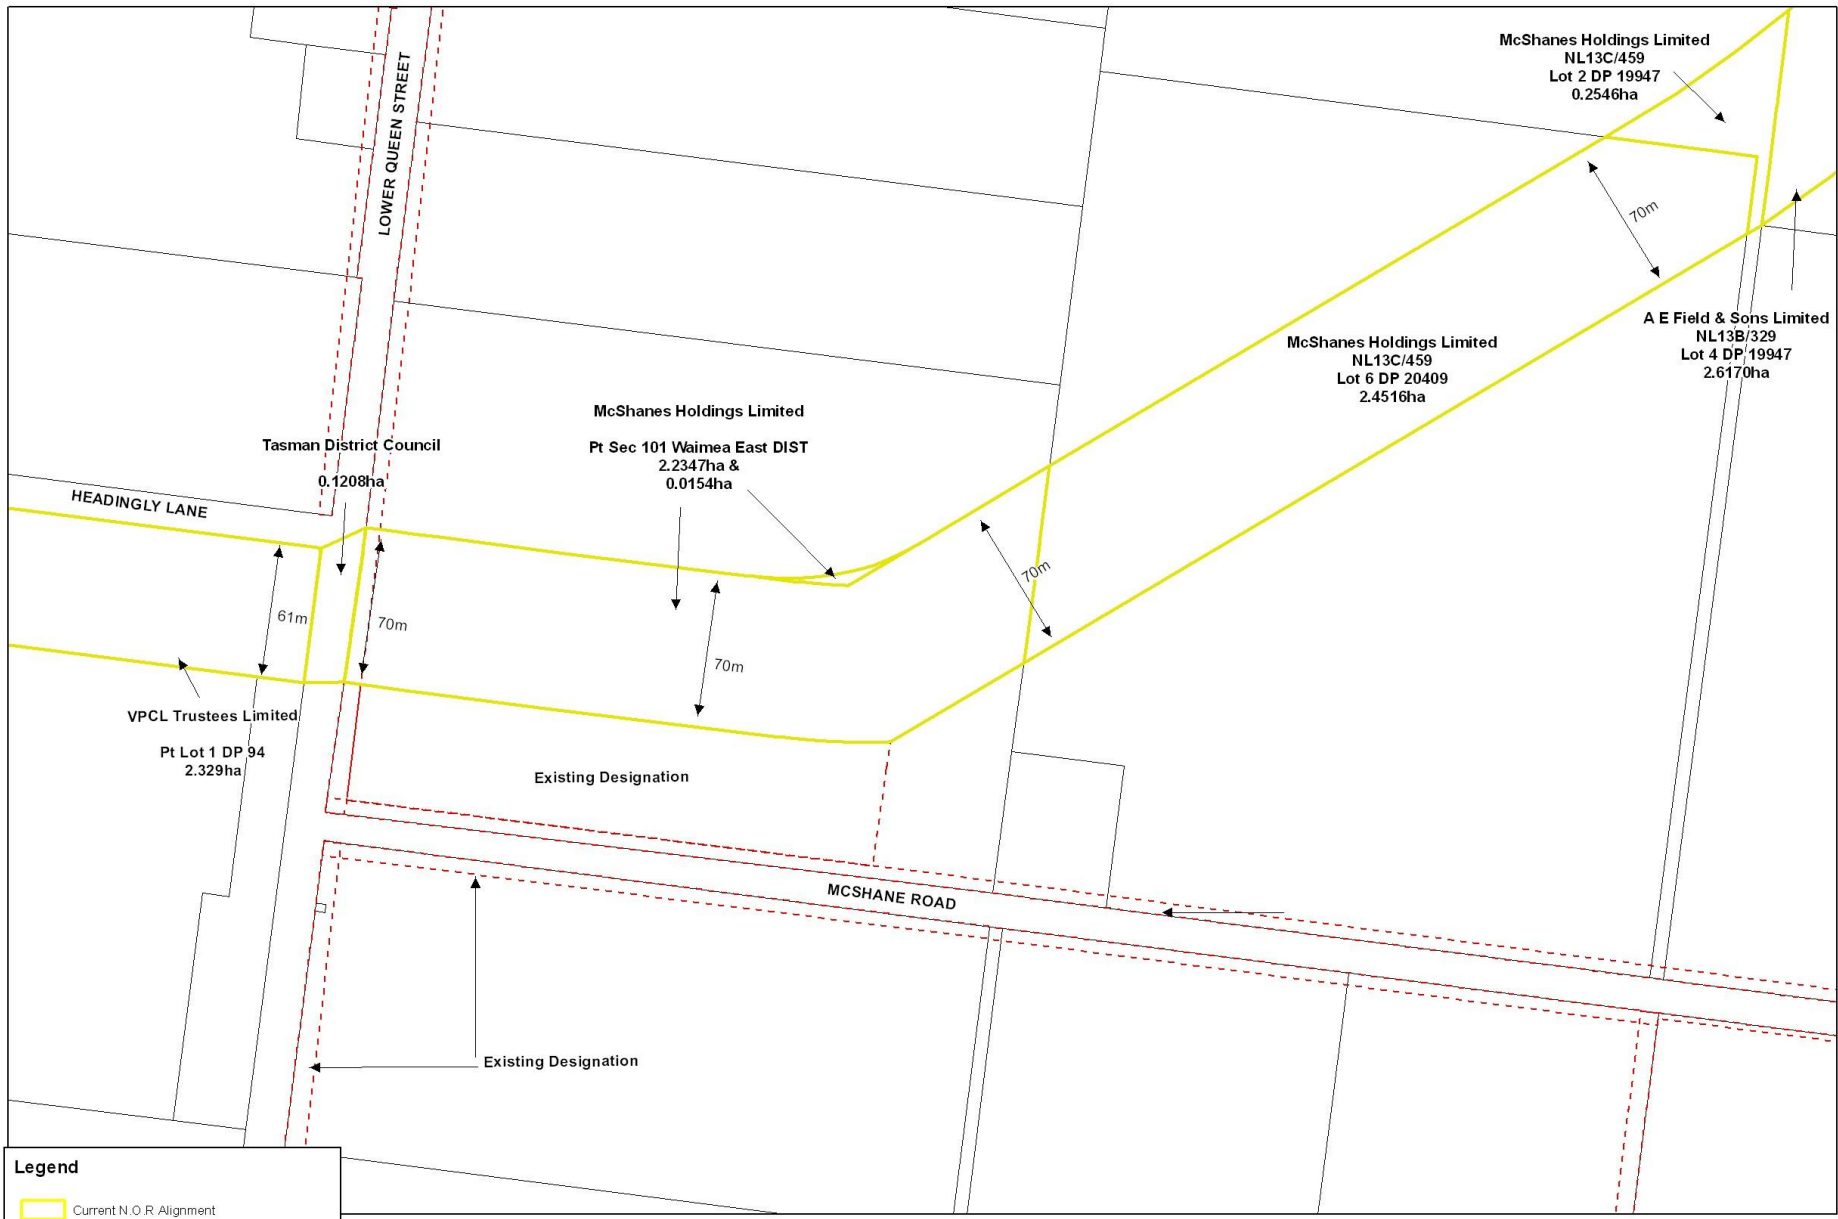 McShanes Holdings Limited
NL13C/459
Lot 2 DP 19947
0.2546ha
LOWER QUEEN STREET
70m
A E Field & Sons Limited
NL13B/329
Lot 4 DP 19947
2.6170ha
McShanes Holdings Limited
NL13C/459
Lot 6 DP 20409
2.4516ha
McShanes Holdings Limited
Pt Sec 101 Waimea East DIST
2.2347ha &
0.0154ha
Tasman District Council
0.1208ha
HEADINGLY LANE
70m
61m
70m
70m
VPCL Trustees Limited
Pt Lot 1 DP 94
2.329ha
Existing Designation
MCSHANE ROAD
Existing Designation
Legend
Current N.O.R Alignment